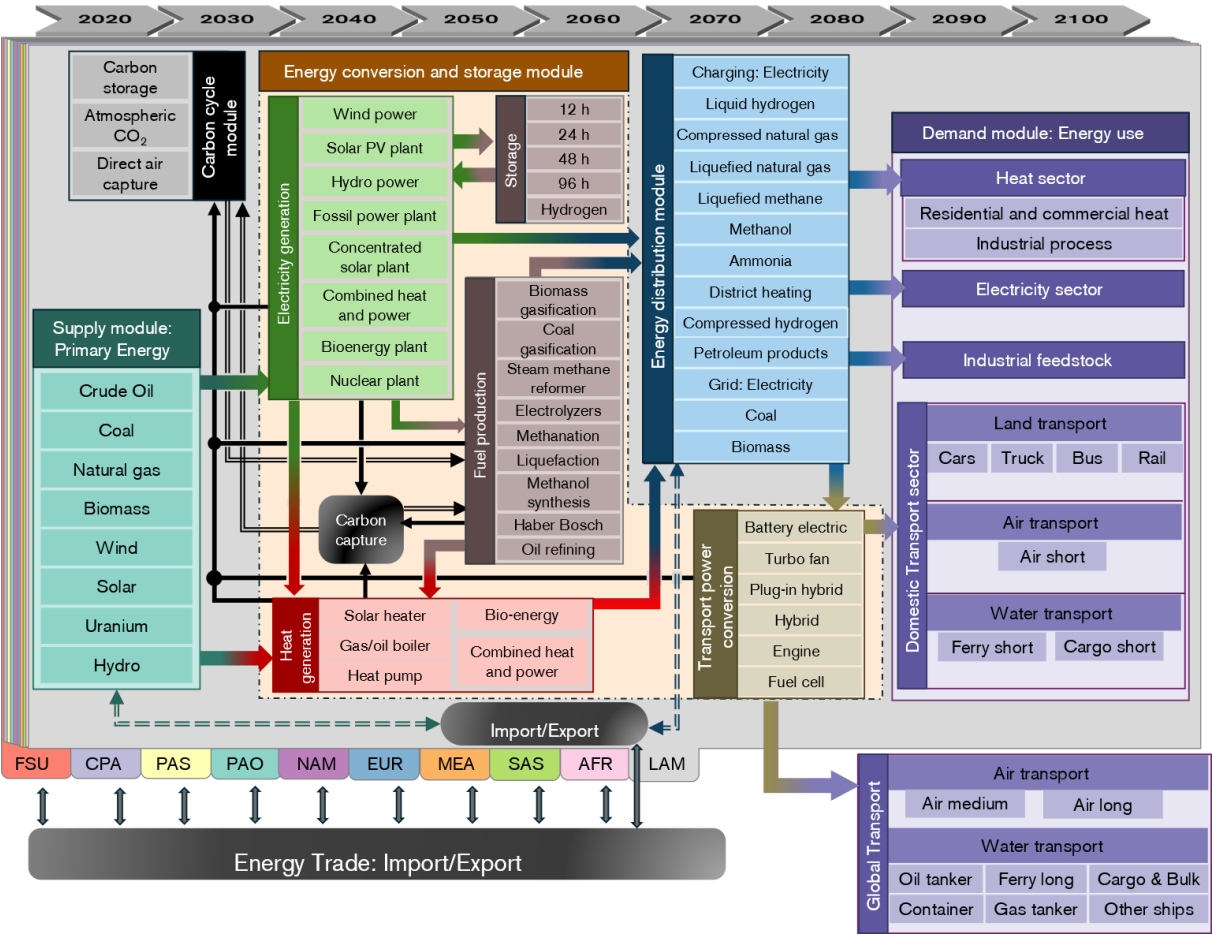 2020 2030 2040 2050 2060 2070 2080 2090 2100
Carbon
storage
Atmospheric
CO2
Direct air
capture
Carbon cycle
module
Energy conversion and storage module
Electricity generation
Wind power
Solar PV plant
Hydro power
Fossil power plant
Concentrated
solar plant
Combined heat
and power
Bioenergy plant
Nuclear plant
Storage
12 h
24 h
48 h
96 h
Hydrogen
Supply module:
Primary Energy
Crude Oil
Coal
Natural gas
Biomass
Wind
Solar
Uranium
Hydro
Fuel production
Biomass
gasification
Coal
gasification
Steam methane
reformer
Electrolyzers
Methanation
Liquefaction
Methanol
synthesis
Haber Bosch
Oil refining
Carbon
capture
Heat
generation
Solar heater
Gas/oil boiler
Heat pump
Bio-energy
Combined heat
and power
Energy distribution module
Charging: Electricity
Liquid hydrogen
Compressed natural gas
Liquefied natural gas
Liquefied methane
Methanol
Ammonia
District heating
Compressed hydrogen
Petroleum products
Grid: Electricity
Coal
Biomass
Transport power
conversion
Battery electric
Turbo fan
Plug-in hybrid
Hybrid
Engine
Fuel cell
Demand module: Energy use
Heat sector
Residential and commercial heat
Industrial process
Electricity sector
Industrial feedstock
Domestic Transport sector
Land transport
Cars Truck Bus Rail
Air transport
Air short
Water transport
Ferry short Cargo short
Import/Export
FSU CPA PAS PAO NAM EUR MEA SAS AFR LAM
Energy Trade: Import/Export
Global Transport
Air transport
Air medium Air long
Water transport
Oil tanker Ferry long Cargo & Bulk
Container Gas tanker Other ships